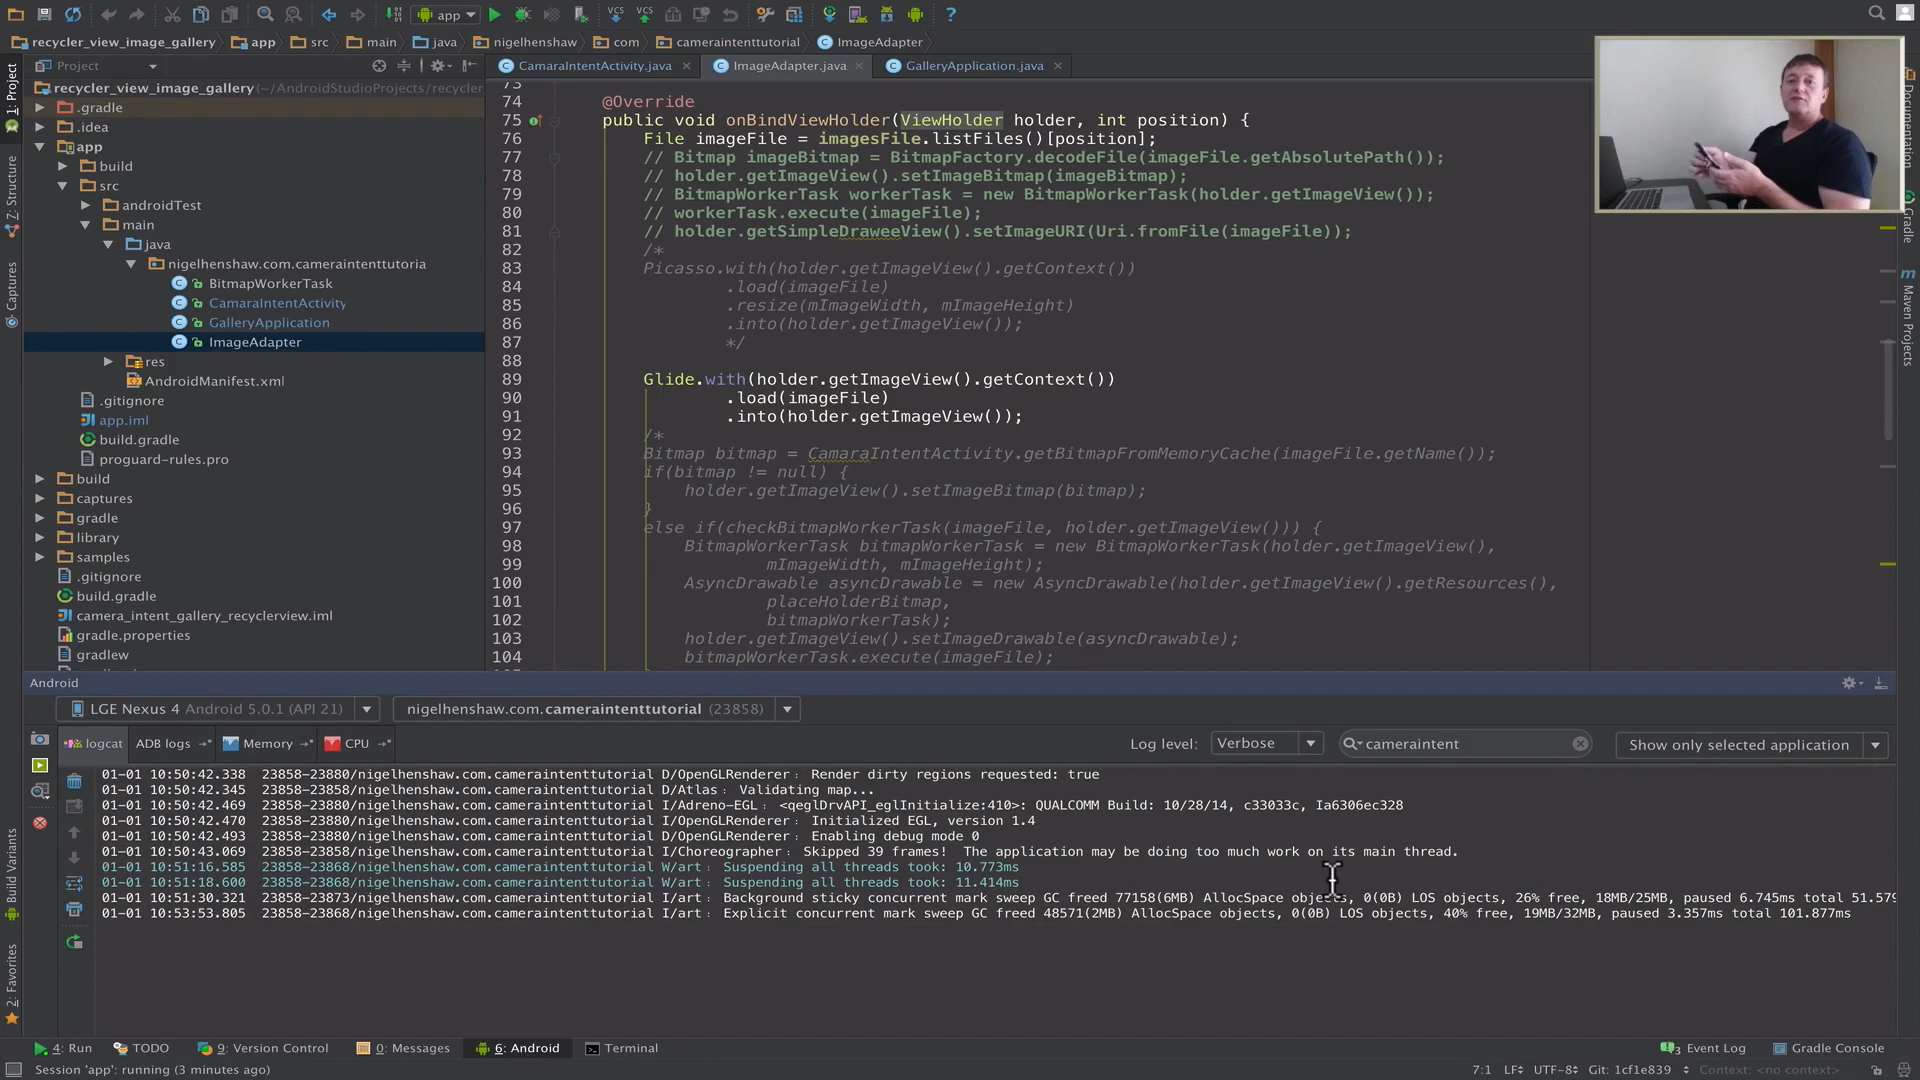 app
recycler_view_image_gallery
app
src
main
java
nigelhenshaw
com
cameraintenttutorial
ImageAdapter
Project
CamaraIntentActivity.java
ImageAdapter.java
GalleryApplication.java
recycler_view_image_gallery (~/AndroidStudioProjects/recycler
.gradle
.idea
app
build
src
androidTest
main
java
nigelhenshaw.com.cameraintenttutoria
BitmapWorkerTask
CamaraIntentActivity
GalleryApplication
ImageAdapter
res
AndroidManifest.xml
.gitignore
app.iml
build.gradle
proguard-rules.pro
build
captures
gradle
library
samples
.gitignore
build.gradle
camera_intent_gallery_recyclerview.iml
gradle.properties
gradlew
1: Project
Z: Structure
Captures
Build Variants
2: Favorites
73
74 @Override
75 public void onBindViewHolder(ViewHolder holder, int position) {
76 File imageFile = imagesFile.listFiles()[position];
77 // Bitmap imageBitmap = BitmapFactory.decodeFile(imageFile.getAbsolutePath());
78 // holder.getImageView().setImageBitmap(imageBitmap);
79 // BitmapWorkerTask workerTask = new BitmapWorkerTask(holder.getImageView());
80 // workerTask.execute(imageFile);
81 // holder.getSimpleDraweeView().setImageURI(Uri.fromFile(imageFile));
82 /*
83 Picasso.with(holder.getImageView().getContext())
84 .load(imageFile)
85 .resize(mImageWidth, mImageHeight)
86 .into(holder.getImageView());
87 */
88
89 Glide.with(holder.getImageView().getContext())
90 .load(imageFile)
91 .into(holder.getImageView());
92 /*
93 Bitmap bitmap = CamaraIntentActivity.getBitmapFromMemoryCache(imageFile.getName());
94 if(bitmap != null) {
95 holder.getImageView().setImageBitmap(bitmap);
96 }
97 else if(checkBitmapWorkerTask(imageFile, holder.getImageView())) {
98 BitmapWorkerTask bitmapWorkerTask = new BitmapWorkerTask(holder.getImageView(),
99 mImageWidth, mImageHeight);
100 AsyncDrawable asyncDrawable = new AsyncDrawable(holder.getImageView().getResources(),
101 placeHolderBitmap,
102 bitmapWorkerTask);
103 holder.getImageView().setImageDrawable(asyncDrawable);
104 bitmapWorkerTask.execute(imageFile);
Documentation
Gradle
Maven Projects
Android
LGE Nexus 4 Android 5.0.1 (API 21)
nigelhenshaw.com.cameraintenttutorial (23858)
logcat
ADB logs
Memory
CPU
Log level:
Verbose
cameraintent
Show only selected application
01-01 10:50:42.338 23858-23880/nigelhenshaw.com.cameraintenttutorial D/OpenGLRenderer: Render dirty regions requested: true
01-01 10:50:42.345 23858-23858/nigelhenshaw.com.cameraintenttutorial D/Atlas: Validating map...
01-01 10:50:42.469 23858-23880/nigelhenshaw.com.cameraintenttutorial I/Adreno-EGL: <qeglDrvAPI_eglInitialize:410>: QUALCOMM Build: 10/28/14, c33033c, Ia6306ec328
01-01 10:50:42.470 23858-23880/nigelhenshaw.com.cameraintenttutorial I/OpenGLRenderer: Initialized EGL, version 1.4
01-01 10:50:42.493 23858-23880/nigelhenshaw.com.cameraintenttutorial D/OpenGLRenderer: Enabling debug mode 0
01-01 10:50:43.069 23858-23858/nigelhenshaw.com.cameraintenttutorial I/Choreographer: Skipped 39 frames! The application may be doing too much work on its main thread.
01-01 10:51:16.585 23858-23868/nigelhenshaw.com.cameraintenttutorial W/art: Suspending all threads took: 10.773ms
01-01 10:51:18.600 23858-23868/nigelhenshaw.com.cameraintenttutorial W/art: Suspending all threads took: 11.414ms
01-01 10:51:30.321 23858-23873/nigelhenshaw.com.cameraintenttutorial I/art: Background sticky concurrent mark sweep GC freed 77158(6MB) AllocSpace objects, 0(0B) LOS objects, 26% free, 18MB/25MB, paused 6.745ms total 51.579
01-01 10:53:53.805 23858-23868/nigelhenshaw.com.cameraintenttutorial I/art: Explicit concurrent mark sweep GC freed 48571(2MB) AllocSpace objects, 0(0B) LOS objects, 40% free, 19MB/32MB, paused 3.357ms total 101.877ms
4: Run
TODO
9: Version Control
0: Messages
6: Android
Terminal
3 Event Log
Gradle Console
Session 'app': running (3 minutes ago)
7:1
LF
UTF-8
Git: 1cf1e839
Context: <no context>